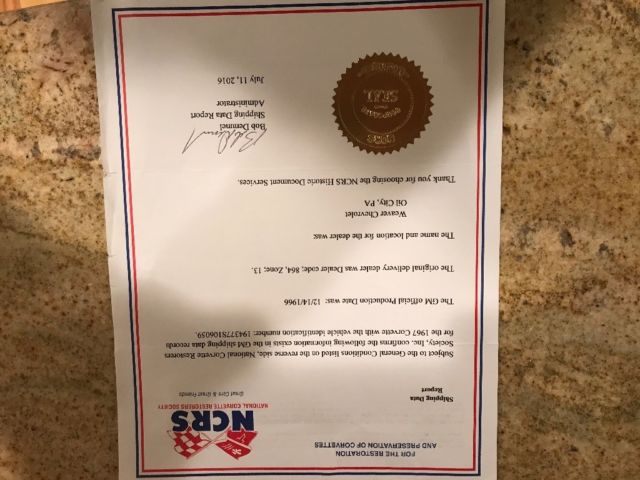 FOR THE RESTORATION
AND PRESERVATION OF CORVETTES
NCRS
NATIONAL CORVETTE RESTORERS SOCIETY
Great Cars & Great Friends
Shipping Data
Report
Subject to the General Conditions listed on the reverse side, National Corvette Restorers
Society, Inc. confirms the following information exists in the GM shipping data records
for the 1967 Corvette with the vehicle identification number: 194377S106059.
The GM official Production Date was: 12/14/1966
The original delivery dealer was Dealer code; 864, Zone; 13.
The name and location for the dealer was:
Weaver Chevrolet
Oil City, PA
Thank you for choosing the NCRS Historic Document Services.
Bob Demmel
Shipping Data Report
Administrator
July 11, 2016
NCRS
CORPORATE
SEAL